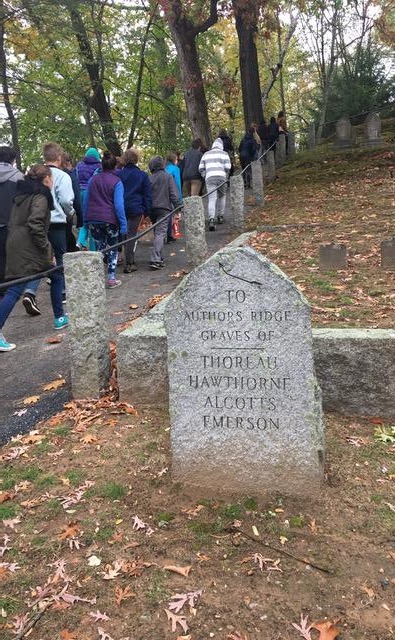 TO
AUTHORS RIDGE
GRAVES OF
THOREAU
HAWTHORNE
ALCOTTS
EMERSON